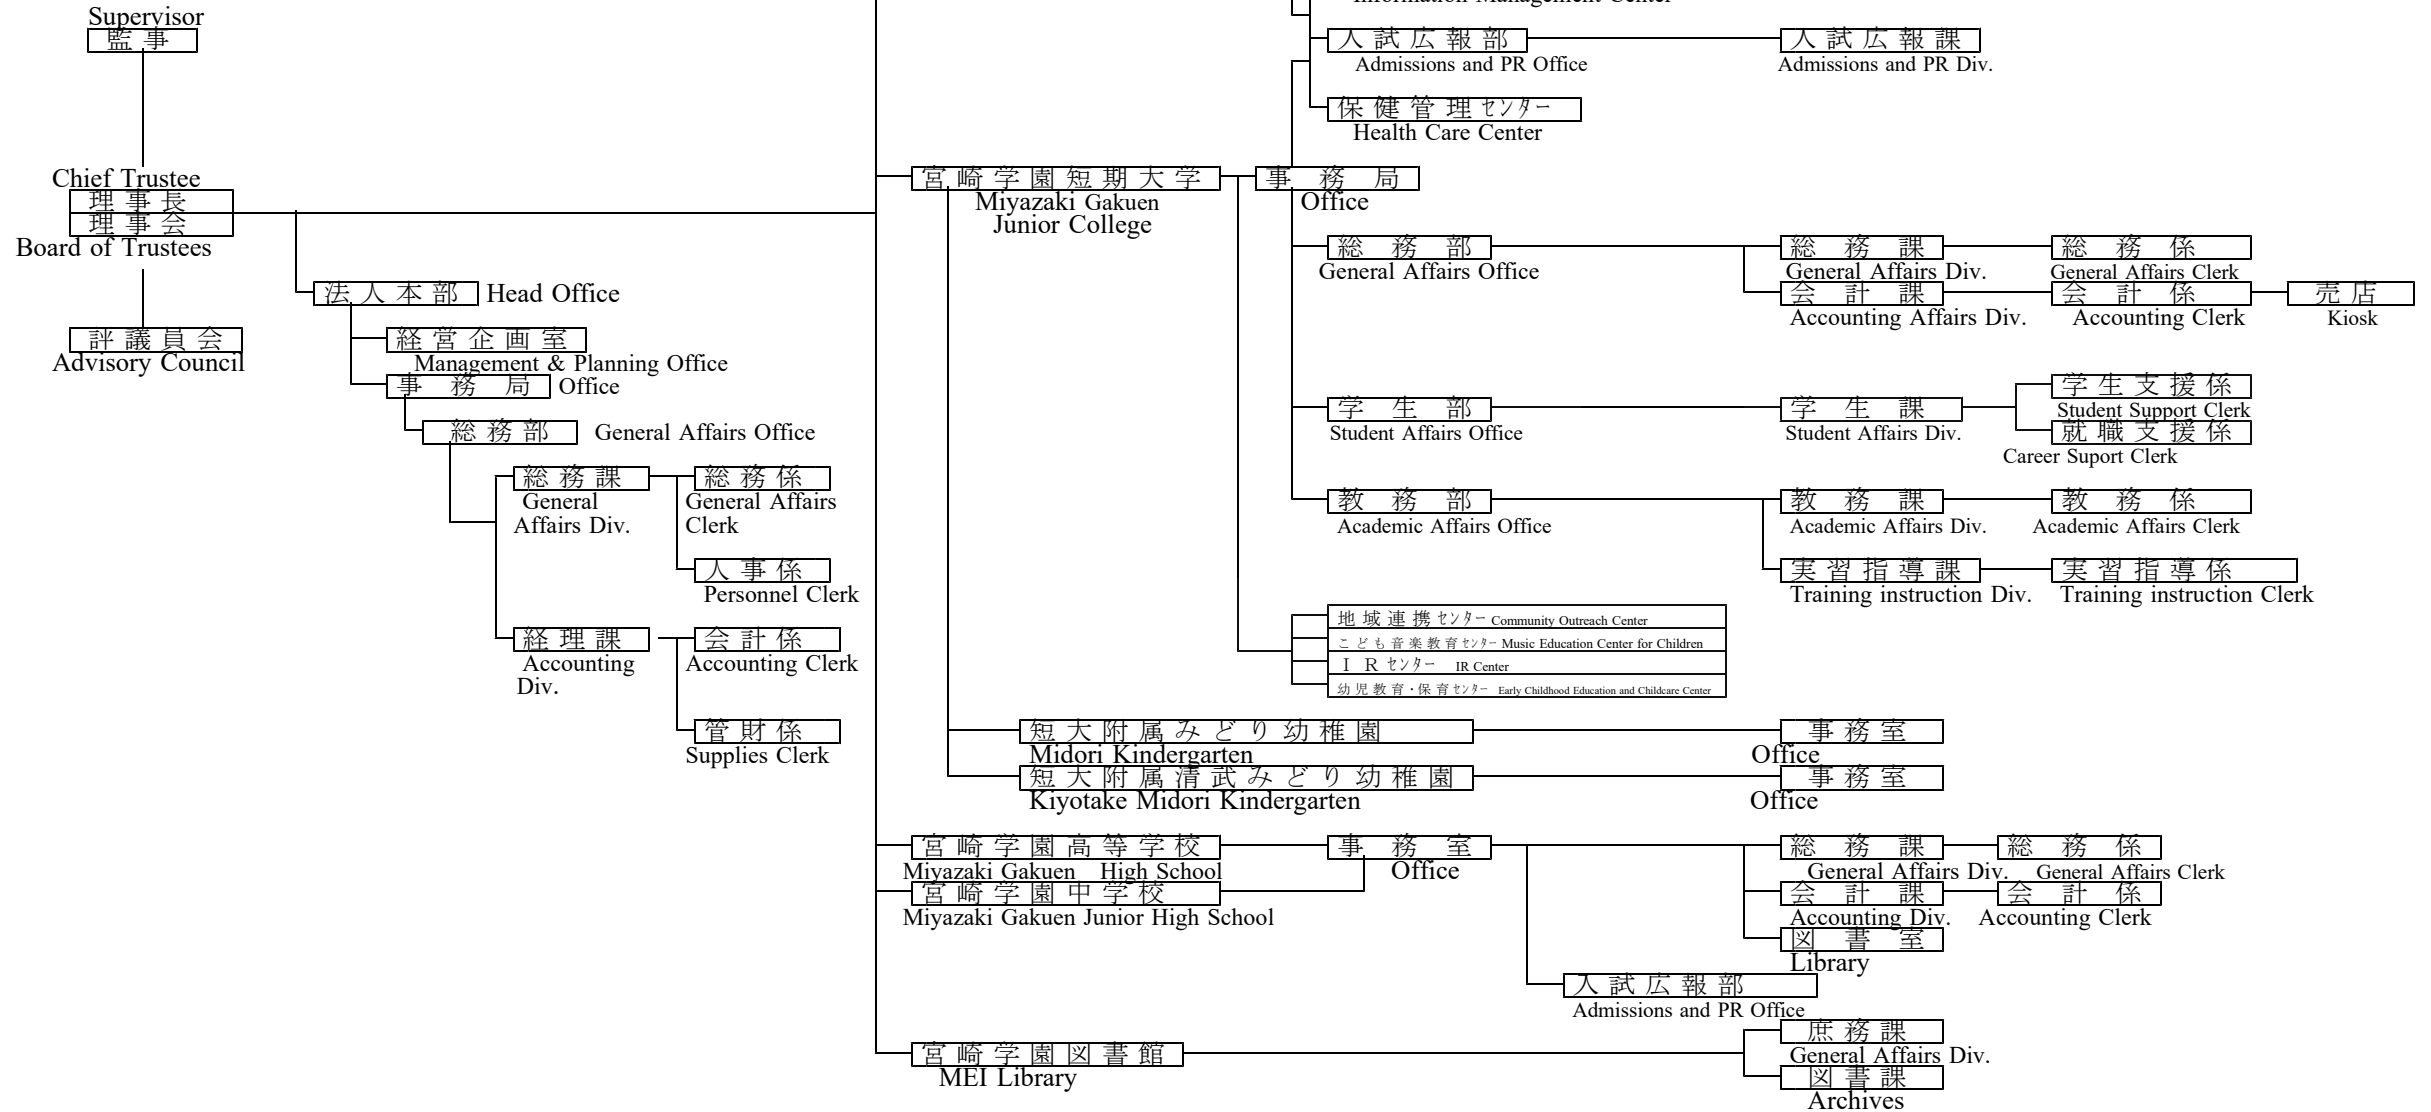 Supervisor
監事
Chief Trustee
理事長
理事会
Board of Trustees
評議員会
Advisory Council
法人本部 Head Office
経営企画室
Management & Planning Office
事務局 Office
総務部 General Affairs Office
総務課 総務係
General General Affairs
Affairs Div. Clerk
人事係
Personnel Clerk
経理課 会計係
Accounting Accounting Clerk
Div.
管財係
Supplies Clerk
Information Management Center
入試広報部 入試広報課
Admissions and PR Office Admissions and PR Div.
保健管理センター
Health Care Center
宮崎学園短期大学 事務局
Miyazaki Gakuen Office
Junior College
総務部 総務課 総務係
General Affairs Office General Affairs Div. General Affairs Clerk
会計課 会計係 売店
Accounting Affairs Div. Accounting Clerk Kiosk
学生支援係
学生部 学生課 Student Support Clerk
就職支援係
Student Affairs Office Student Affairs Div.
Career Suport Clerk
教務部 教務課 教務係
Academic Affairs Office Academic Affairs Div. Academic Affairs Clerk
実習指導課 実習指導係
Training instruction Div. Training instruction Clerk
地域連携センター Community Outreach Center
こども音楽教育センター Music Education Center for Children
ＩＲセンター IR Center
幼児教育・保育センター Early Childhood Education and Childcare Center
短大附属みどり幼稚園 事務室
Midori Kindergarten Office
短大附属清武みどり幼稚園 事務室
Kiyotake Midori Kindergarten Office
宮崎学園高等学校 事務室 総務課 総務係
Miyazaki Gakuen High School Office General Affairs Div. General Affairs Clerk
宮崎学園中学校 会計課 会計係
Miyazaki Gakuen Junior High School Accounting Div. Accounting Clerk
図書室
Library
入試広報部
Admissions and PR Office
庶務課
宮崎学園図書館 General Affairs Div.
MEI Library 図書課
Archives